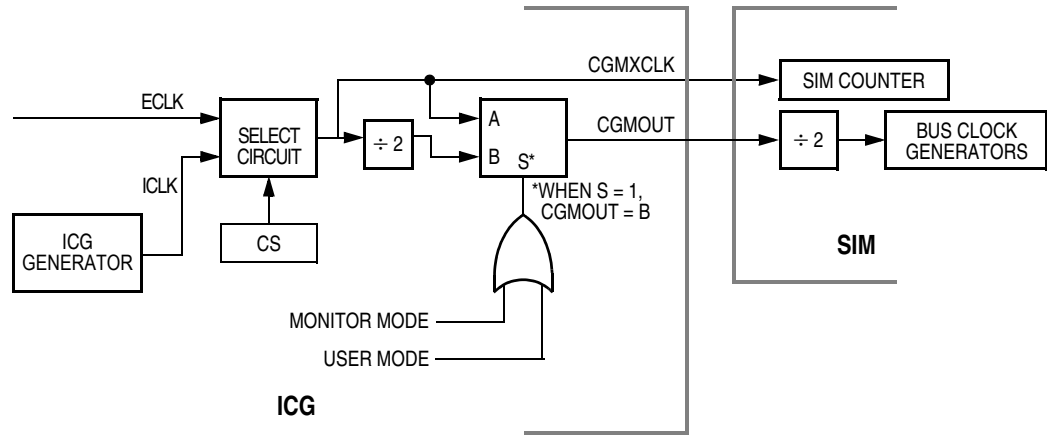 CGMXCLK
SIM COUNTER
ECLK
SELECT
CIRCUIT
÷ 2
A
B
S*
CGMOUT
÷ 2
BUS CLOCK
GENERATORS
*WHEN S = 1,
CGMOUT = B
ICLK
ICG
GENERATOR
CS
SIM
MONITOR MODE
USER MODE
ICG